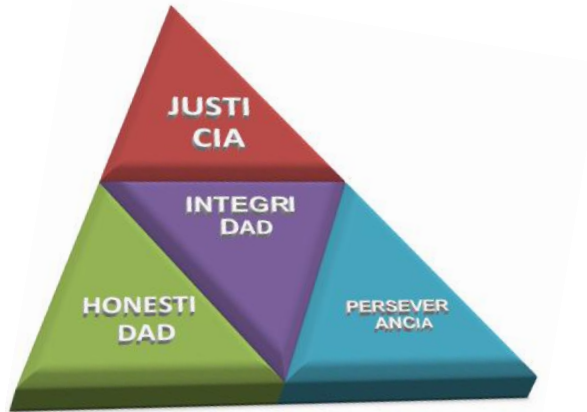 JUSTI
CIA
INTEGRI
DAD
HONESTI
DAD
PERSEVER
ANCIA